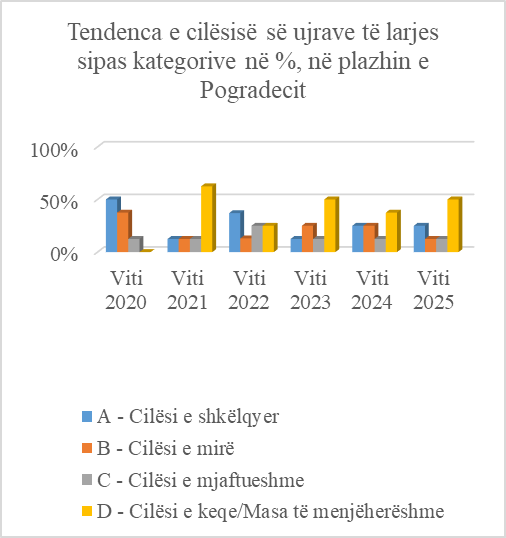 Tendenca e cilësisë së ujrave të larjes
sipas kategorive në %, në plazhin e
Pogradecit
100%
50%
0%
Viti 2020
Viti 2021
Viti 2022
Viti 2023
Viti 2024
Viti 2025
A - Cilësi e shkëlqyer
B - Cilësi e mirë
C - Cilësi e mjaftueshme
D - Cilësi e keqe/Masa të menjëherëshme